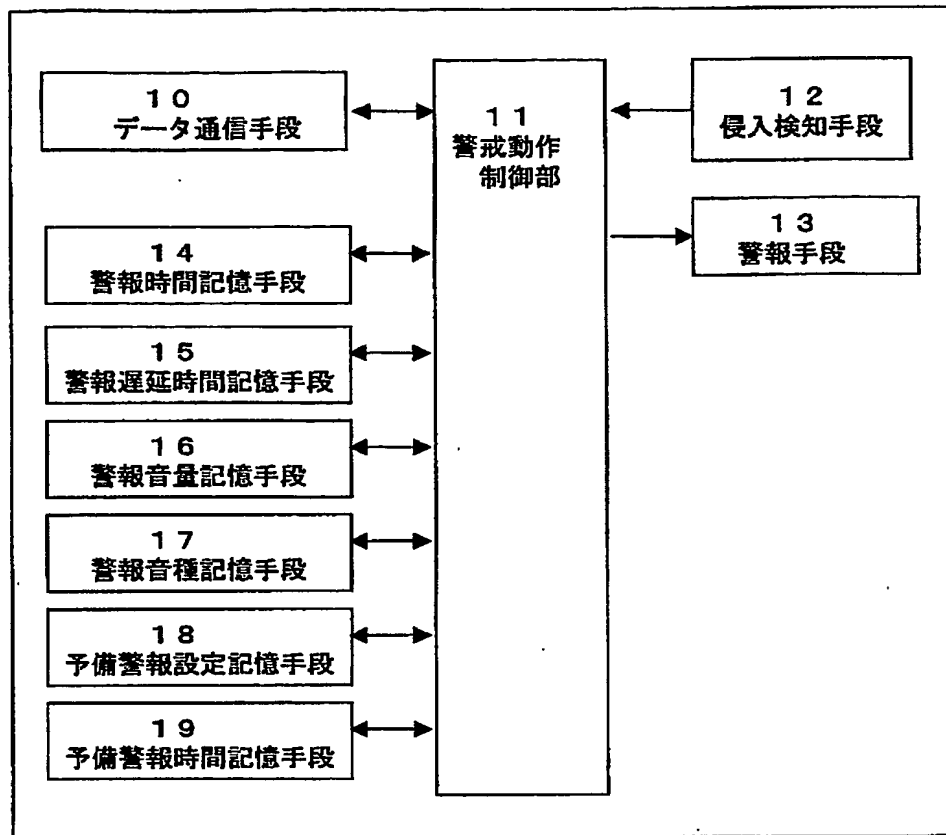 10
データ通信手段
11
警戒動作
制御部
12
侵入検知手段
13
警報手段
14
警報時間記憶手段
15
警報遅延時間記憶手段
16
警報音量記憶手段
17
警報音種記憶手段
18
予備警報設定記憶手段
19
予備警報時間記憶手段